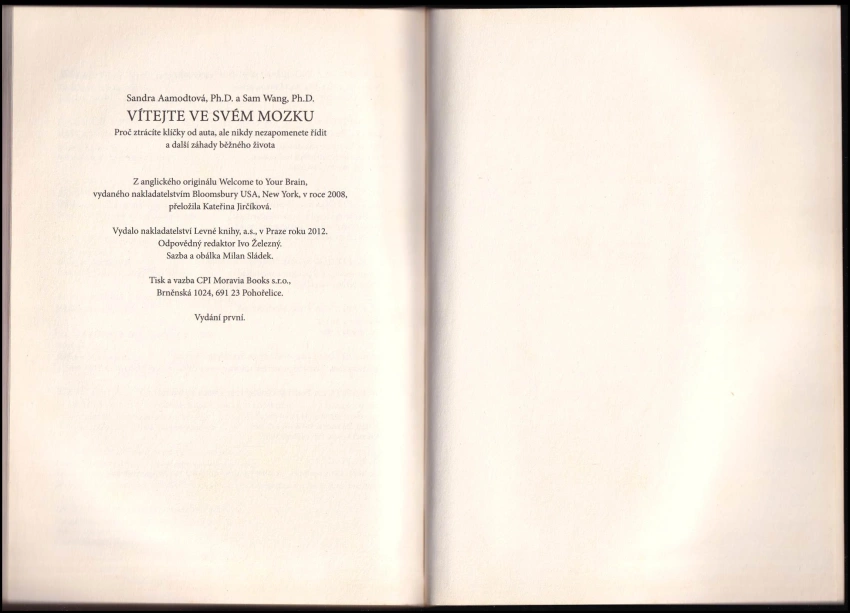 Sandra Aamodtová, Ph.D. a Sam Wang, Ph.D.
VÍTEJTE VE SVÉM MOZKU
Proč ztrácíte klíčky od auta, ale nikdy nezapomenete řídit
a další záhady běžného života
Z anglického originálu Welcome to Your Brain,
vydaného nakladatelstvím Bloomsbury USA, New York, v roce 2008,
přeložila Kateřina Jirčíková.
Vydalo nakladatelství Levné knihy, a.s., v Praze roku 2012.
Odpovědný redaktor Ivo Železný.
Sazba a obálka Milan Sládek.
Tisk a vazba CPI Moravia Books s.r.o.,
Brněnská 1024, 691 23 Pohořelice.
Vydání první.